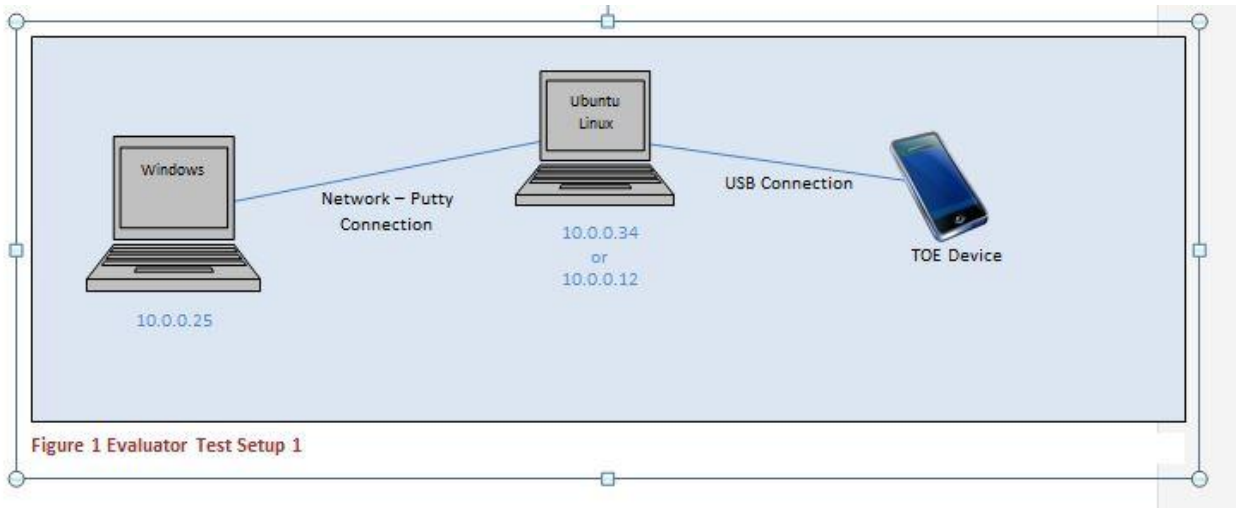 Windows
10.0.0.25
Network – Putty
Connection
Ubuntu
Linux
10.0.0.34
or
10.0.0.12
USB Connection
TOE Device
Figure 1 Evaluator Test Setup 1